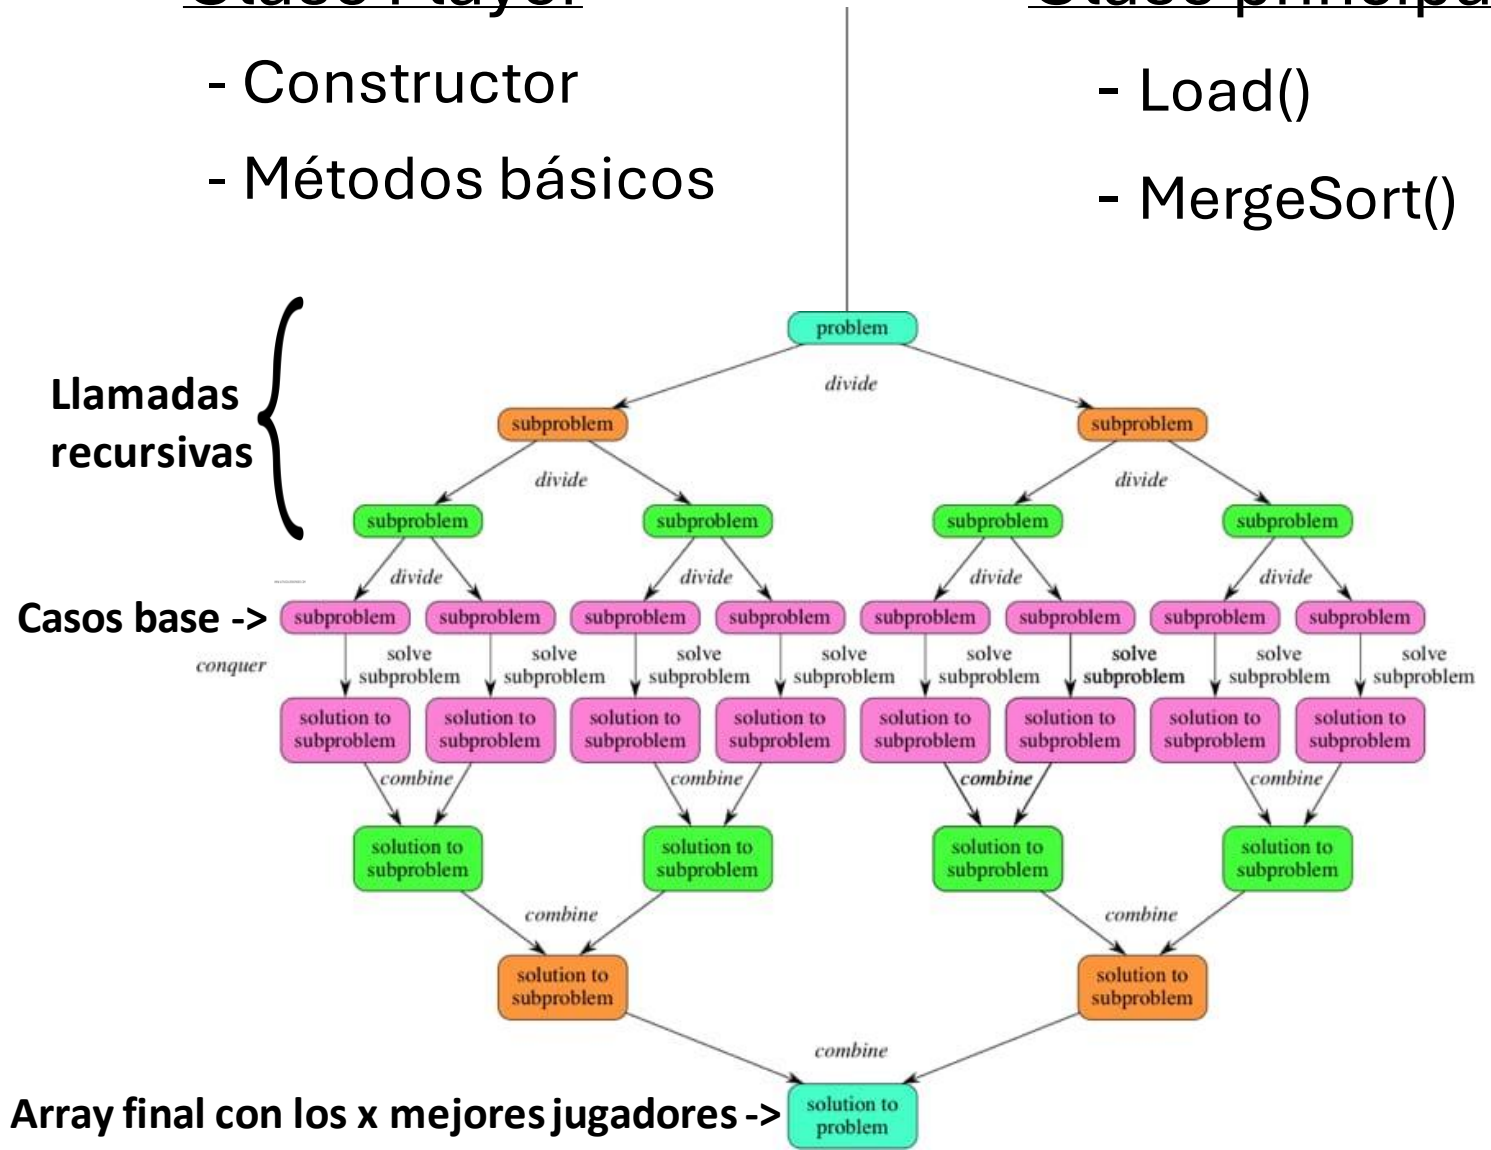 Clase Player
Clase principal
- Constructor
- Load()
- Métodos básicos
- MergeSort()
problem
divide
Llamadas
recursivas
subproblem
subproblem
divide
divide
subproblem
subproblem
subproblem
subproblem
divide
divide
divide
divide
Casos base ->
subproblem
subproblem
subproblem
subproblem
subproblem
subproblem
subproblem
subproblem
conquer
solve
subproblem
solve
subproblem
solve
subproblem
solve
subproblem
solve
subproblem
solve
subproblem
solve
subproblem
solve
subproblem
solution to
subproblem
solution to
subproblem
solution to
subproblem
solution to
subproblem
solution to
subproblem
solution to
subproblem
solution to
subproblem
solution to
subproblem
combine
combine
combine
combine
solution to
subproblem
solution to
subproblem
solution to
subproblem
solution to
subproblem
combine
combine
solution to
subproblem
solution to
subproblem
combine
Array final con los x mejores jugadores ->
solution to
problem